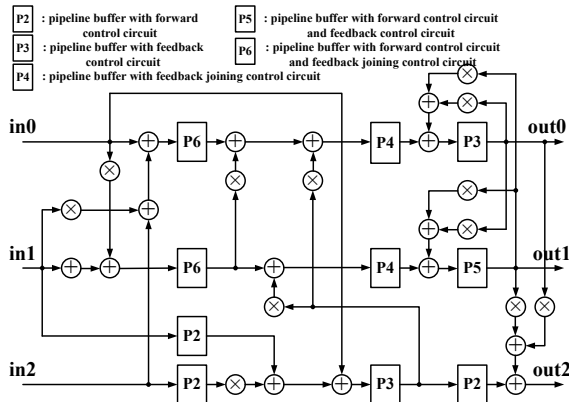 P2 : pipeline buffer with forward control circuit
P5 : pipeline buffer with forward control circuit and feedback control circuit
P3 : pipeline buffer with feedback control circuit
P6 : pipeline buffer with forward control circuit and feedback joining control circuit
P4 : pipeline buffer with feedback joining control circuit
in0
P6
P4
P3
out0
in1
P6
P4
P5
out1
P2
in2
P2
P3
P2
out2